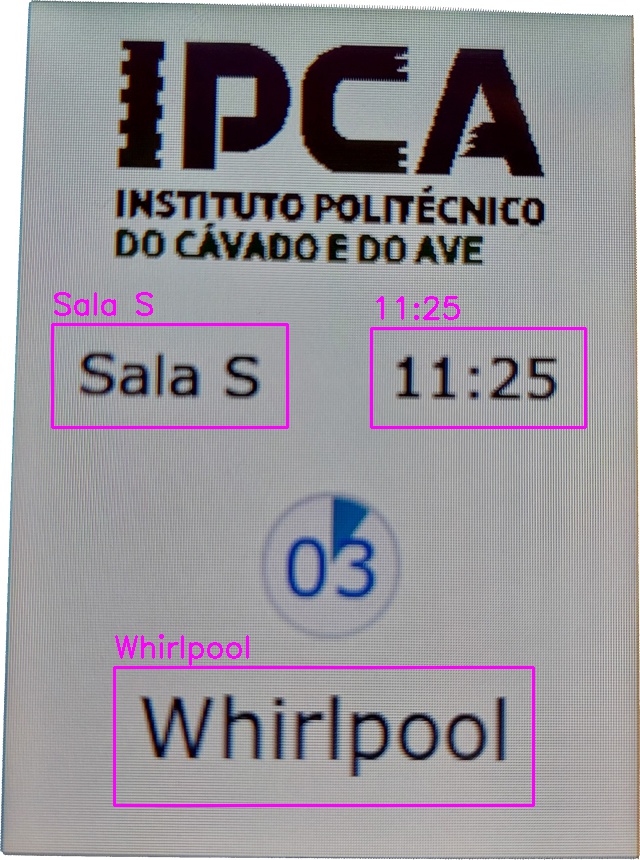 IPCA
INSTITUTO POLITÉCNICO
DO CÁVADO E DO AVE
Sala S 11:25
Sala S 11:25
03
Whirlpool
Whirlpool